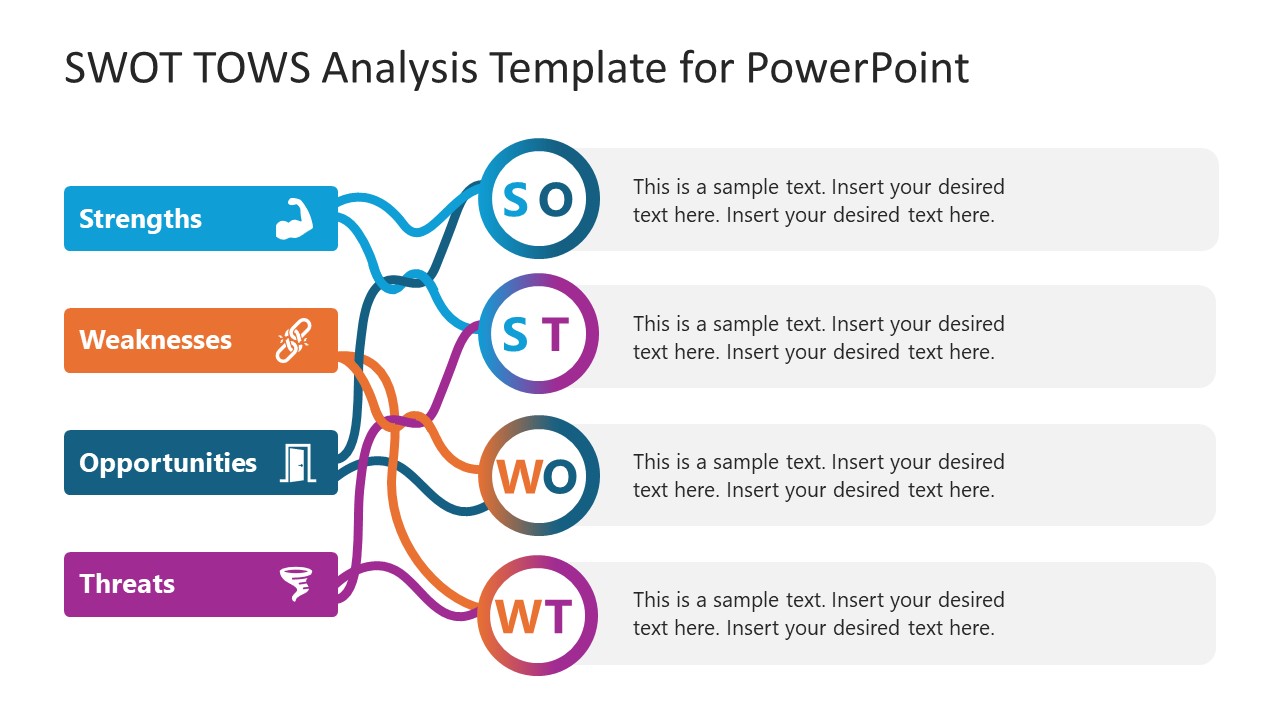 SWOT TOWS Analysis Template for PowerPoint
Strengths
Weaknesses
Opportunities
Threats
S O
This is a sample text. Insert your desired
text here. Insert your desired text here.
S T
This is a sample text. Insert your desired
text here. Insert your desired text here.
WO
This is a sample text. Insert your desired
text here. Insert your desired text here.
WT
This is a sample text. Insert your desired
text here. Insert your desired text here.